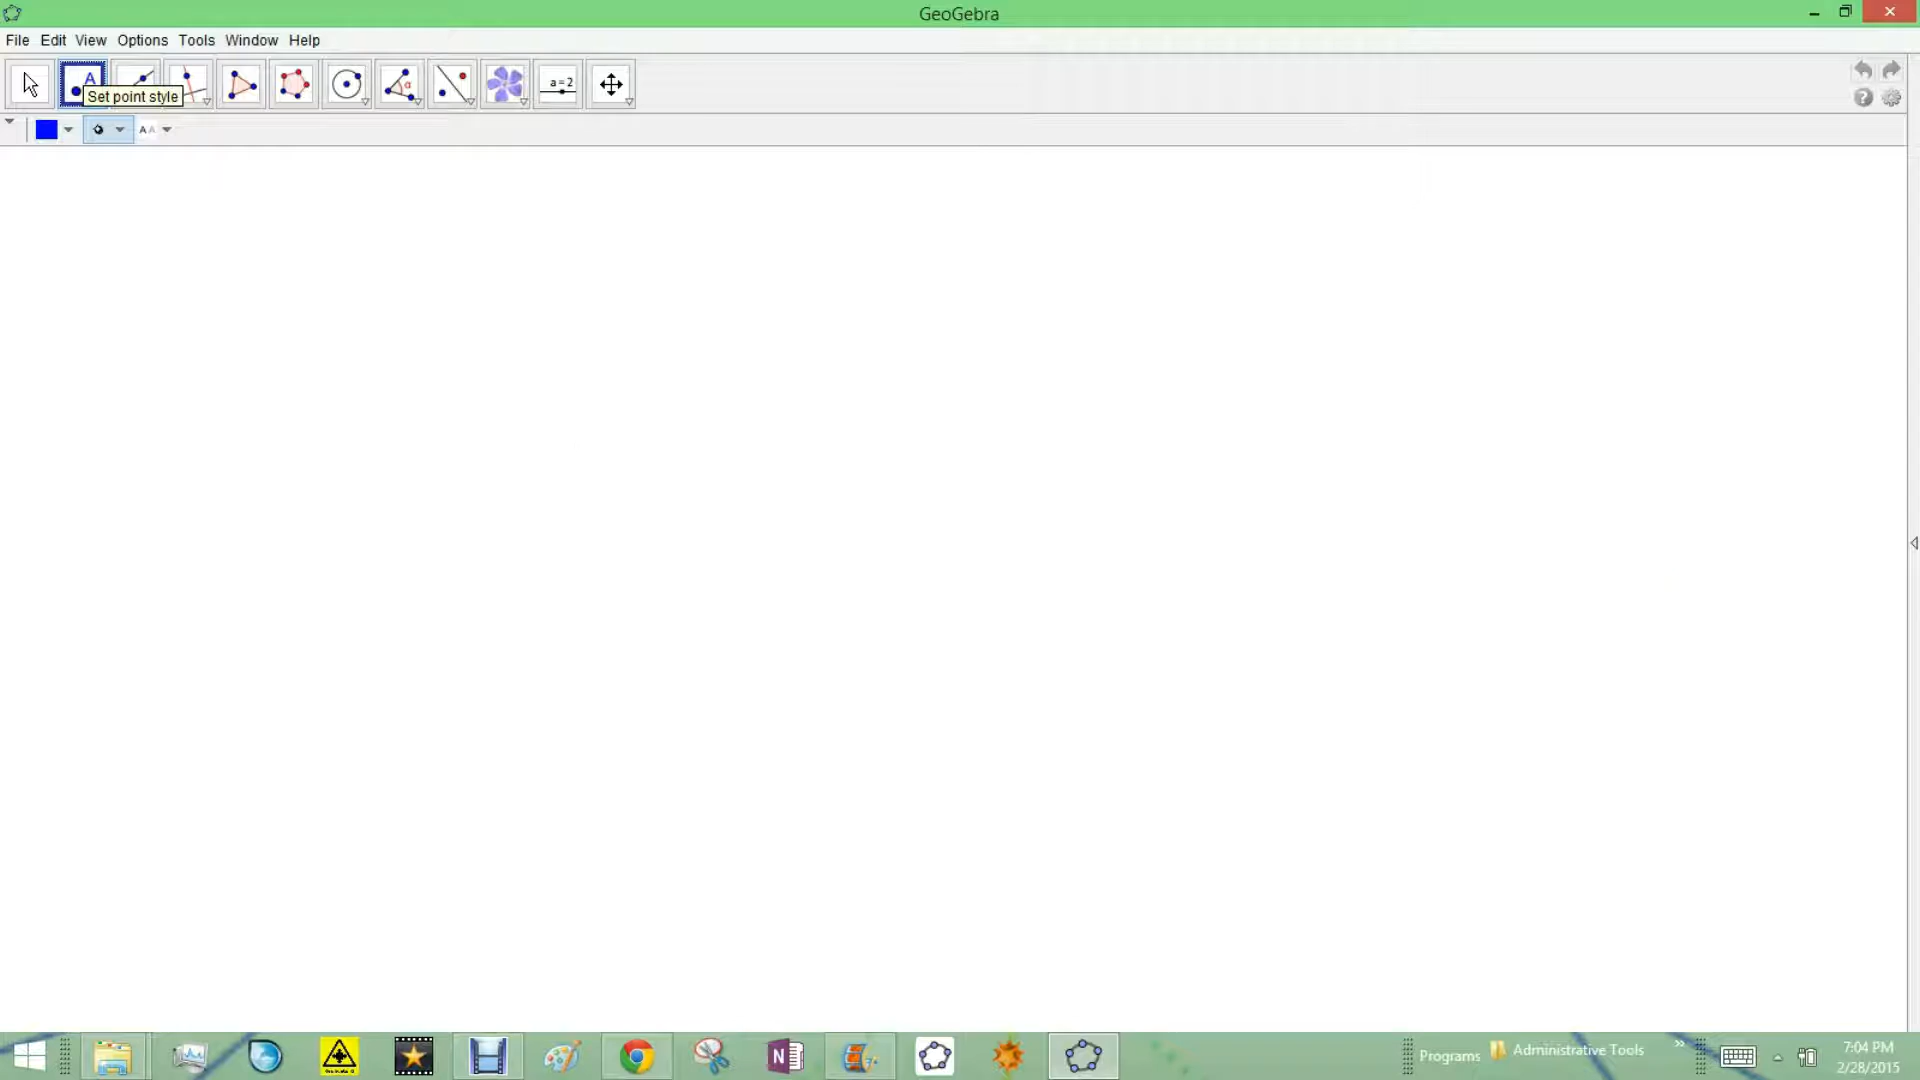 GeoGebra
File Edit View Options Tools Window Help
A
Set point style
α
a=2
A A
N
Programs
Administrative Tools
7:04 PM
2/28/2015